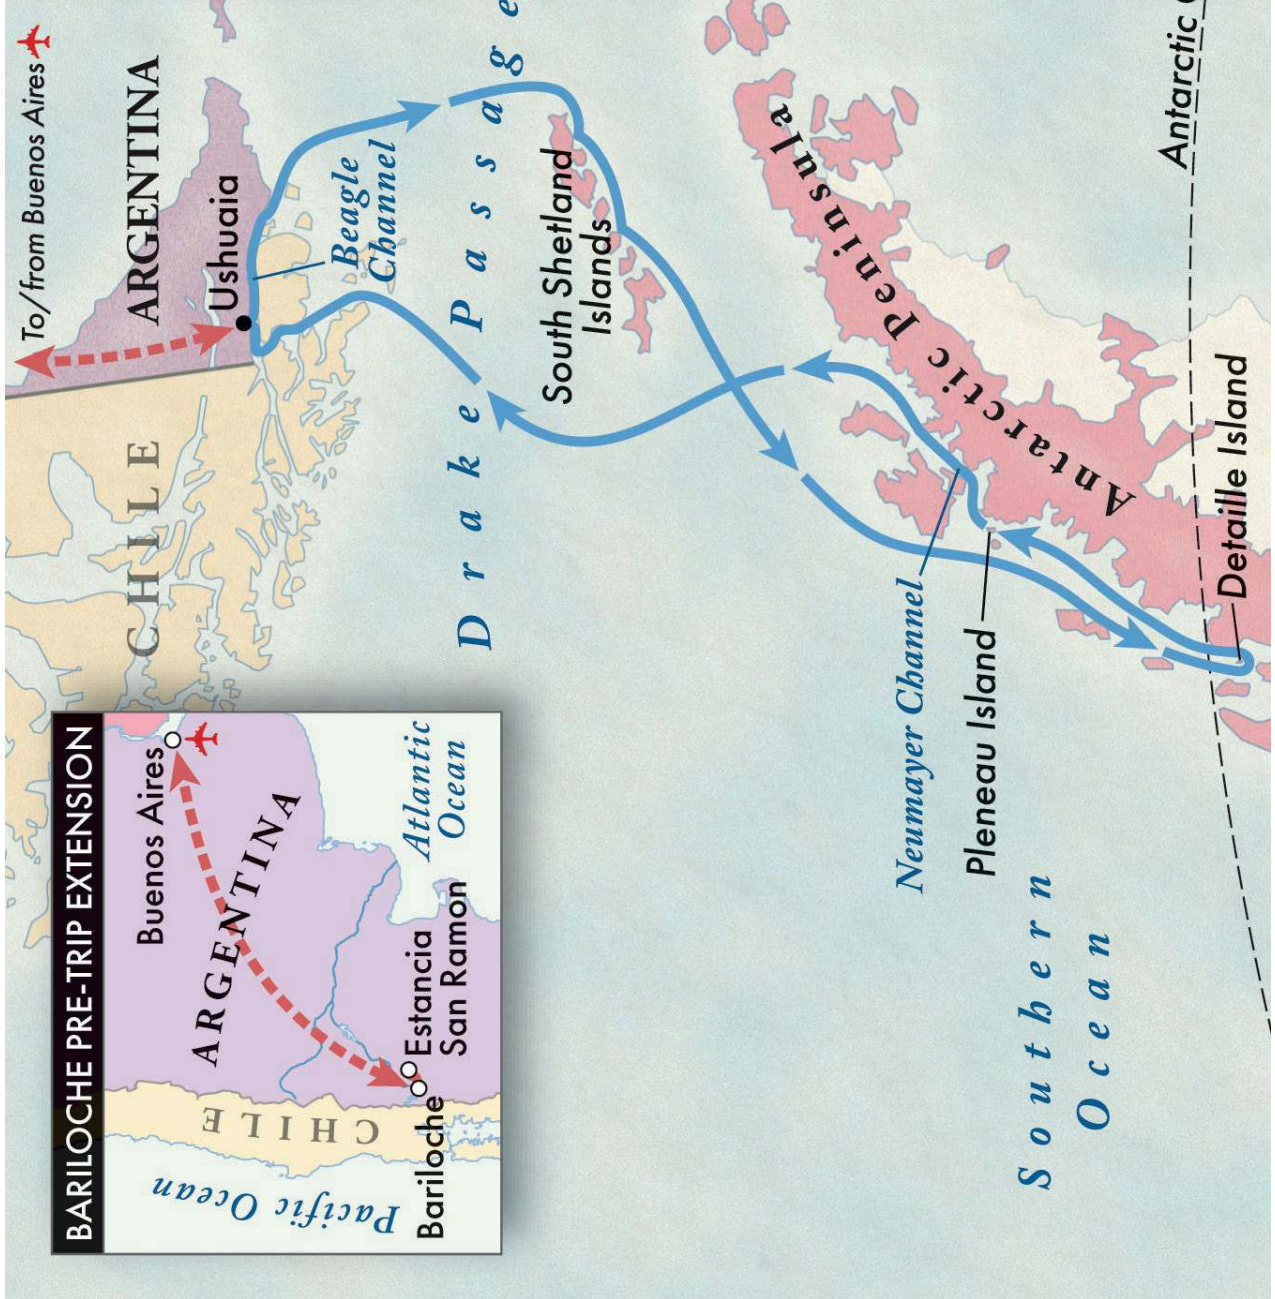 BARILOCHE PRE-TRIP EXTENSION
Buenos Aires
ARGENTINA
CHILE
Pacific Ocean
Atlantic
Ocean
Estancia
San Ramon
Bariloche
To/from Buenos Aires
ARGENTINA
CHILE
Ushuaia
Beagle
Channel
Drake Passage
South Shetland
Islands
Antarctic Peninsula
Neumayer Channel
Pleneau Island
Detaille Island
Southern
Ocean
Antarctic